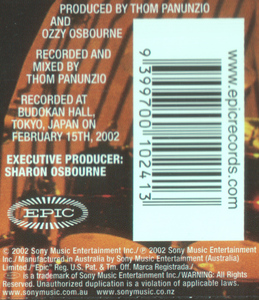 PRODUCED BY THOM PANUNZIO
AND
OZZY OSBOURNE
RECORDED AND
MIXED BY
THOM PANUNZIO
RECORDED AT
BUDOKAN HALL,
TOKYO, JAPAN ON
FEBRUARY 15TH, 2002
EXECUTIVE PRODUCER:
SHARON OSBOURNE
9 399700 102413
www.epicrecords.com
EPIC
© 2002 Sony Music Entertainment Inc./ ℗ 2002 Sony Music Entertainment
Inc./ Manufactured in Australia by Sony Music Entertainment (Australia)
Limited / "Epic" Reg. U.S. Pat. & Tm. Off. Marca Registrada /
is a trademark of Sony Music Entertainment Inc./WARNING: All Rights
Reserved. Unauthorized duplication is a violation of applicable laws.
www.sonymusic.com.au www.sonymusic.co.nz